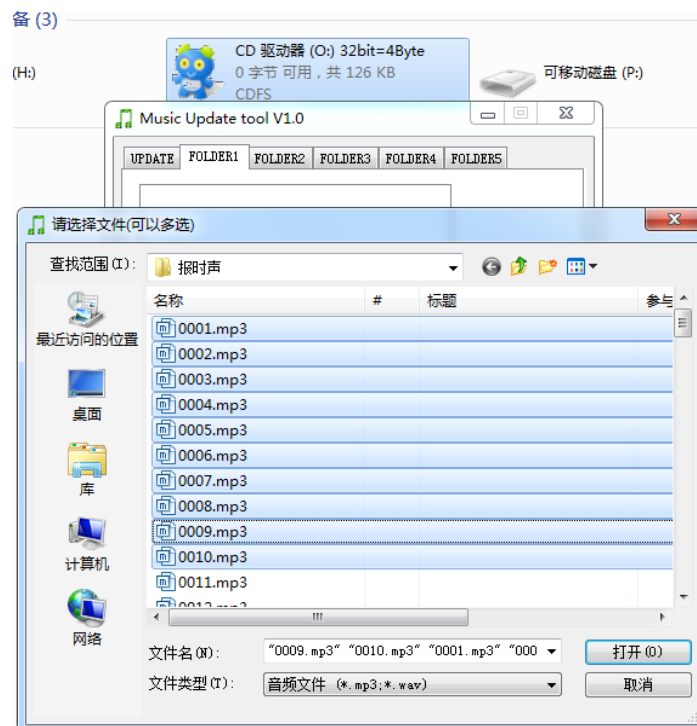 备 (3)
(H:)
CD 驱动器 (O:) 32bit=4Byte
0 字节 可用，共 126 KB
CDFS
可移动磁盘 (P:)
Music Update tool V1.0
UPDATE FOLDER1 FOLDER2 FOLDER3 FOLDER4 FOLDER5
请选择文件(可以多选)
查找范围(I):
报时声
名称 # 标题 参与
最近访问的位置
桌面
库
计算机
网络
0001.mp3
0002.mp3
0003.mp3
0004.mp3
0005.mp3
0006.mp3
0007.mp3
0008.mp3
0009.mp3
0010.mp3
0011.mp3
0012.mp3
文件名(N): "0009.mp3" "0010.mp3" "0001.mp3" "000 打开(O)
文件类型(T): 音频文件 (*.mp3;*.wav) 取消